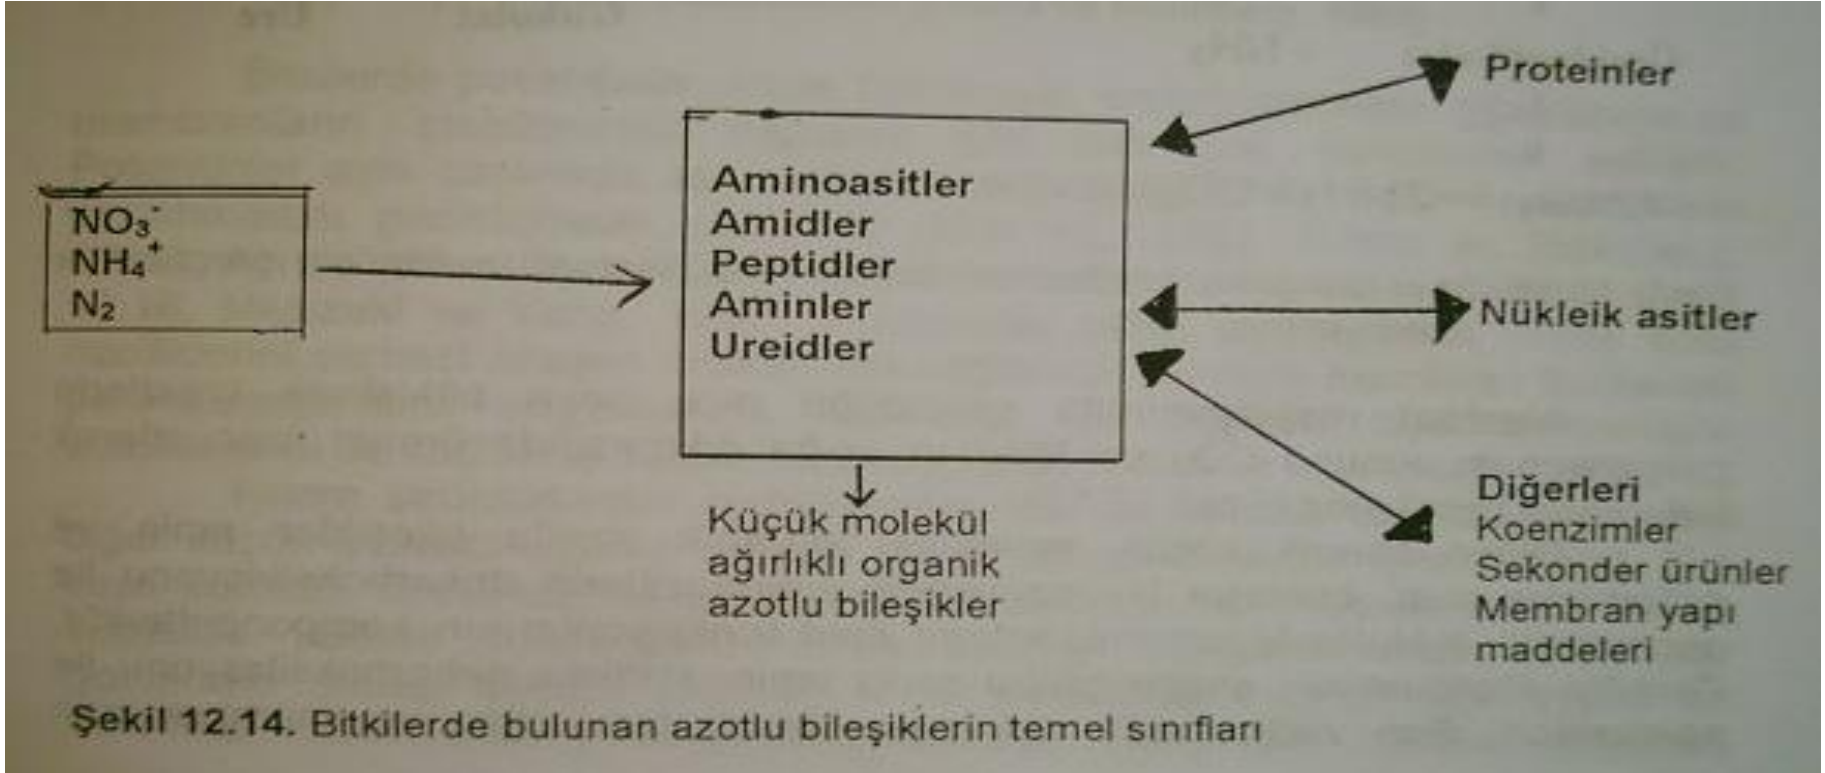 NO₃⁻
NH₄⁺
N₂
Aminoasitler
Amidler
Peptidler
Aminler
Ureidler
Küçük molekül
ağırlıklı organik
azotlu bileşikler
Proteinler
Nükleik asitler
Diğerleri
Koenzimler
Sekonder ürünler
Membran yapı
maddeleri
Şekil 12.14. Bitkilerde bulunan azotlu bileşiklerin temel sınıfları